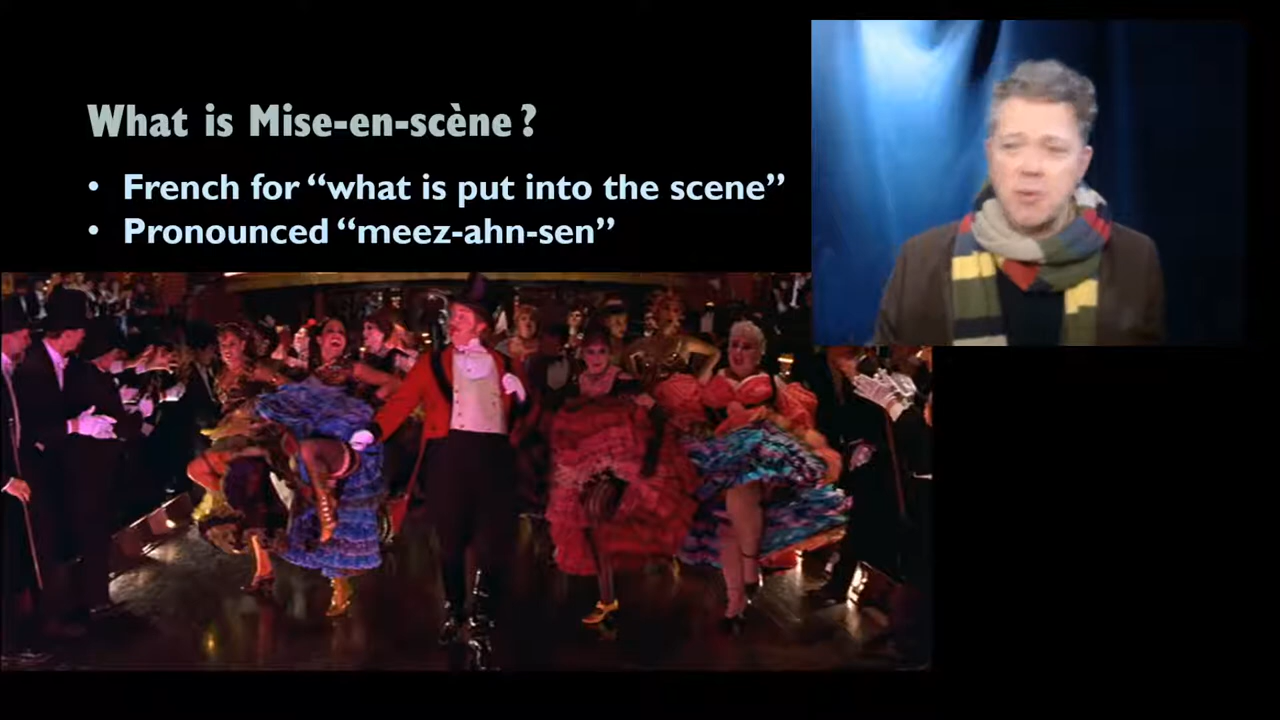 What is Mise-en-scène?
• French for “what is put into the scene”
• Pronounced “meez-ahn-sen”